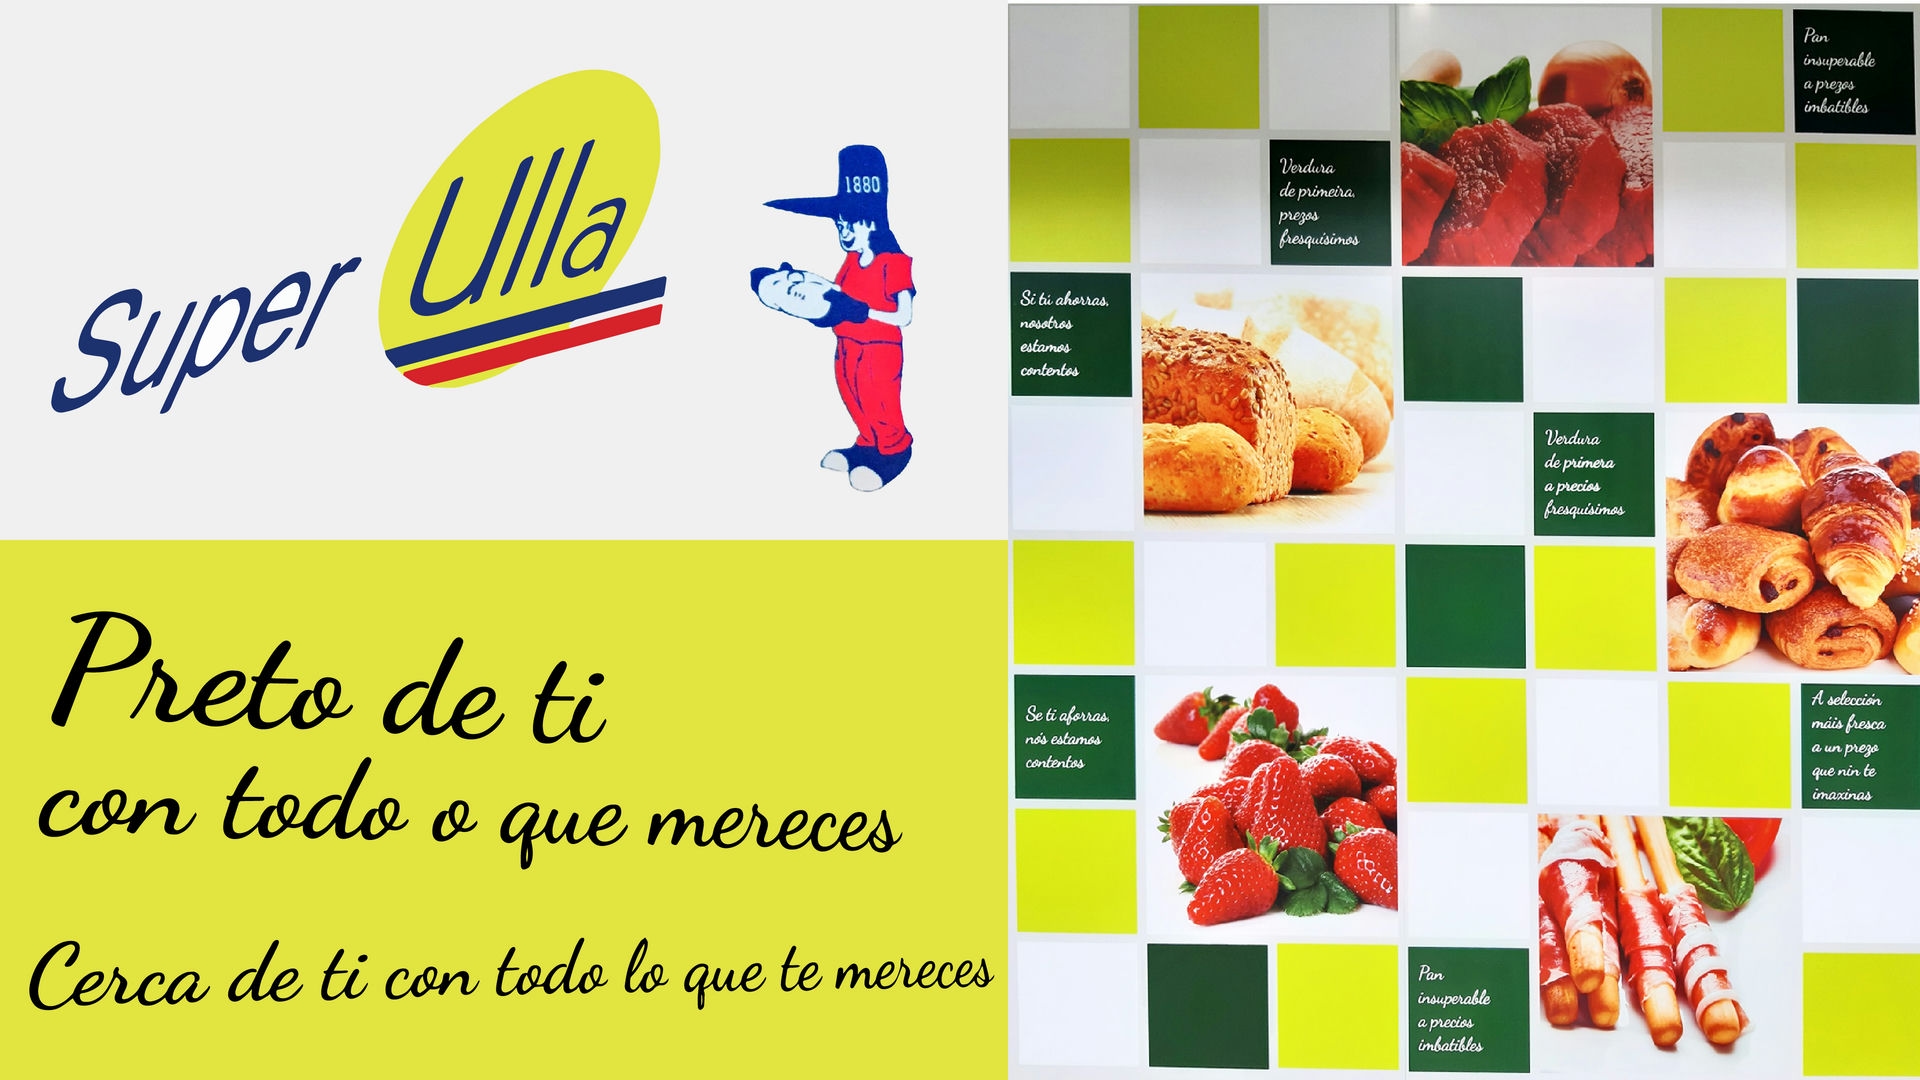 Super Ulla
1880
Preto de ti
con todo o que mereces
Cerca de ti con todo lo que te mereces
Pan
insuperable
a prezos
imbatibles
Verdura
de primeira,
prezos
fresquísimos
Si tú ahorras,
nosotros
estamos
contentos
Verdura
de primera
a precios
fresquísimos
Se ti aforras,
nós estamos
contentos
A selección
máis fresca
a un prezo
que nin te
imaxinas
Pan
insuperable
a precios
imbatibles